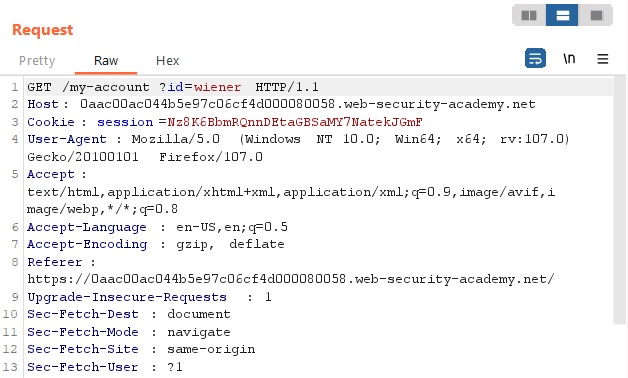 Request
Pretty Raw Hex \n
1 GET /my-account ?id=wiener HTTP/1.1
2 Host : 0aac00ac044b5e97c06cf4d000080058.web-security-academy.net
3 Cookie : session =Nz8K6BbmRQnnDEtaGBSaMY7NatekJGmF
4 User-Agent : Mozilla/5.0 (Windows NT 10.0; Win64; x64; rv:107.0)
Gecko/20100101 Firefox/107.0
5 Accept :
text/html,application/xhtml+xml,application/xml;q=0.9,image/avif,i
mage/webp,*/*;q=0.8
6 Accept-Language : en-US,en;q=0.5
7 Accept-Encoding : gzip, deflate
8 Referer :
https://0aac00ac044b5e97c06cf4d000080058.web-security-academy.net/
9 Upgrade-Insecure-Requests : 1
10 Sec-Fetch-Dest : document
11 Sec-Fetch-Mode : navigate
12 Sec-Fetch-Site : same-origin
13 Sec-Fetch-User : ?1